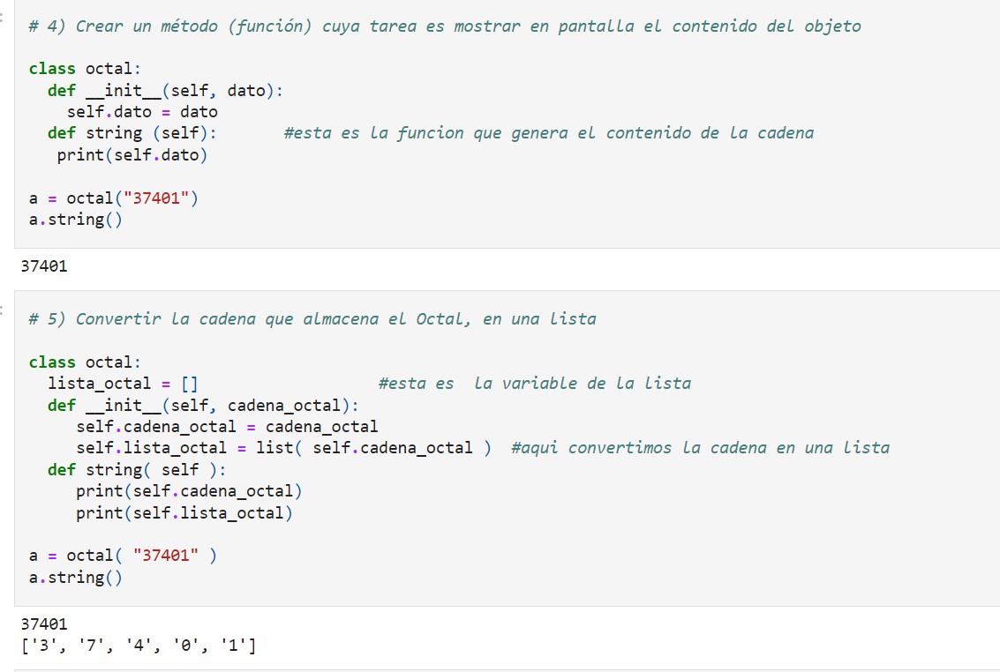 # 4) Crear un método (función) cuya tarea es mostrar en pantalla el contenido del objeto
class octal:
def __init__(self, dato):
self.dato = dato
def string (self): #esta es la funcion que genera el contenido de la cadena
print(self.dato)
a = octal("37401")
a.string()
37401
# 5) Convertir la cadena que almacena el Octal, en una lista
class octal:
lista_octal = [] #esta es la variable de la lista
def __init__(self, cadena_octal):
self.cadena_octal = cadena_octal
self.lista_octal = list( self.cadena_octal ) #aqui convertimos la cadena en una lista
def string( self ):
print(self.cadena_octal)
print(self.lista_octal)
a = octal( "37401" )
a.string()
37401
['3', '7', '4', '0', '1']